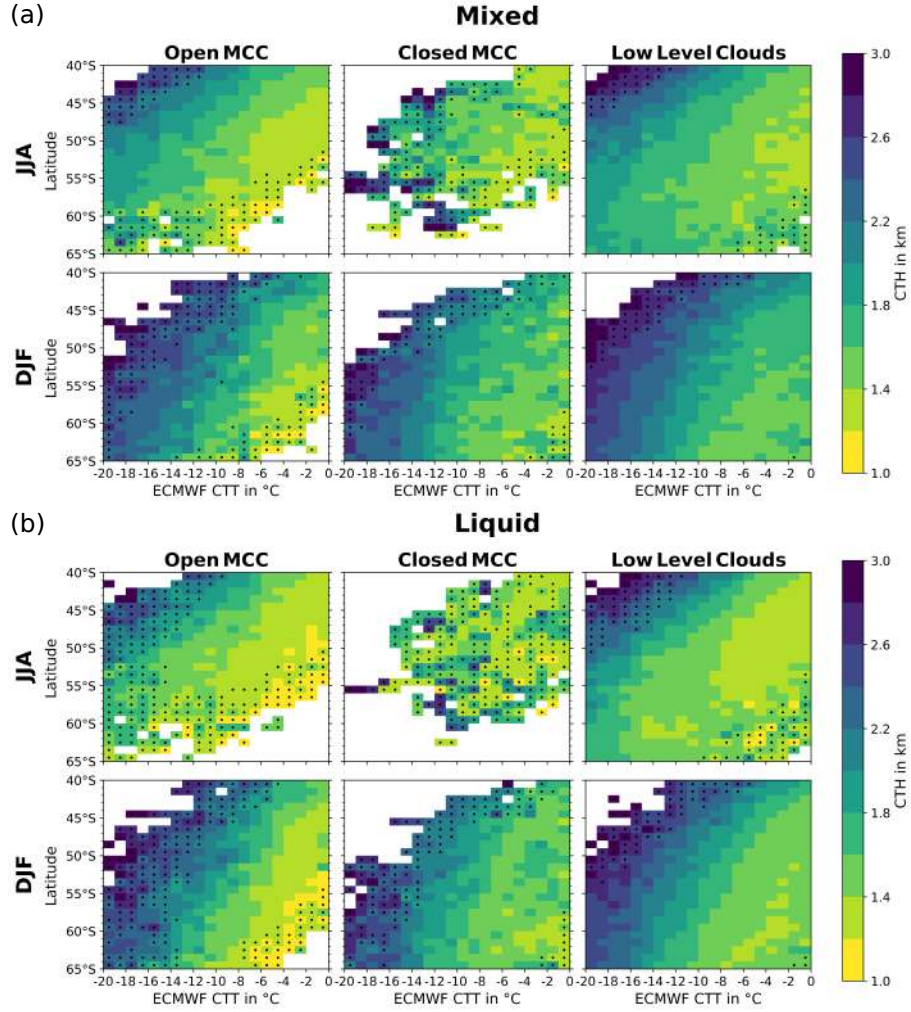 (a)
Mixed
Open MCC
Closed MCC
Low Level Clouds
JJA
Latitude
40°S
45°S
50°S
55°S
60°S
65°S
DJF
Latitude
40°S
45°S
50°S
55°S
60°S
65°S
-20 -18 -16 -14 -12 -10 -8 -6 -4 -2 0
-20 -18 -16 -14 -12 -10 -8 -6 -4 -2 0
-20 -18 -16 -14 -12 -10 -8 -6 -4 -2 0
ECMWF CTT in °C
ECMWF CTT in °C
ECMWF CTT in °C
3.0
2.6
2.2
1.8
1.4
1.0
CTH in km
(b)
Liquid
Open MCC
Closed MCC
Low Level Clouds
JJA
Latitude
40°S
45°S
50°S
55°S
60°S
65°S
DJF
Latitude
40°S
45°S
50°S
55°S
60°S
65°S
-20 -18 -16 -14 -12 -10 -8 -6 -4 -2 0
-20 -18 -16 -14 -12 -10 -8 -6 -4 -2 0
-20 -18 -16 -14 -12 -10 -8 -6 -4 -2 0
ECMWF CTT in °C
ECMWF CTT in °C
ECMWF CTT in °C
3.0
2.6
2.2
1.8
1.4
1.0
CTH in km